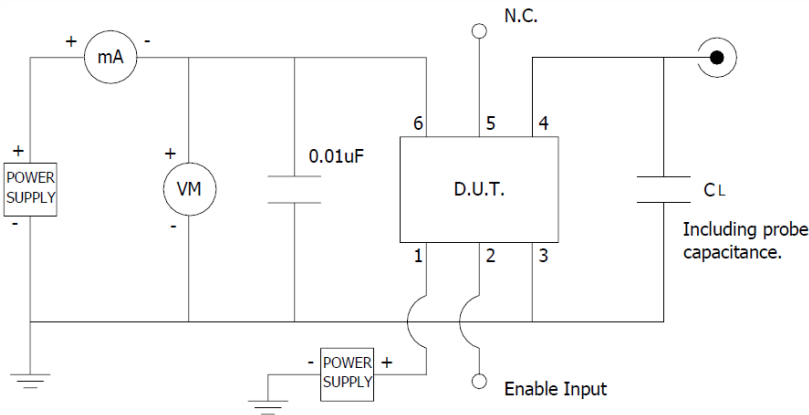 N.C.
+ mA -
6 5 4
0.01uF
+
POWER
SUPPLY
-
+
VM
-
D.U.T.
CL
Including probe
capacitance.
1 2 3
- POWER +
SUPPLY
Enable Input